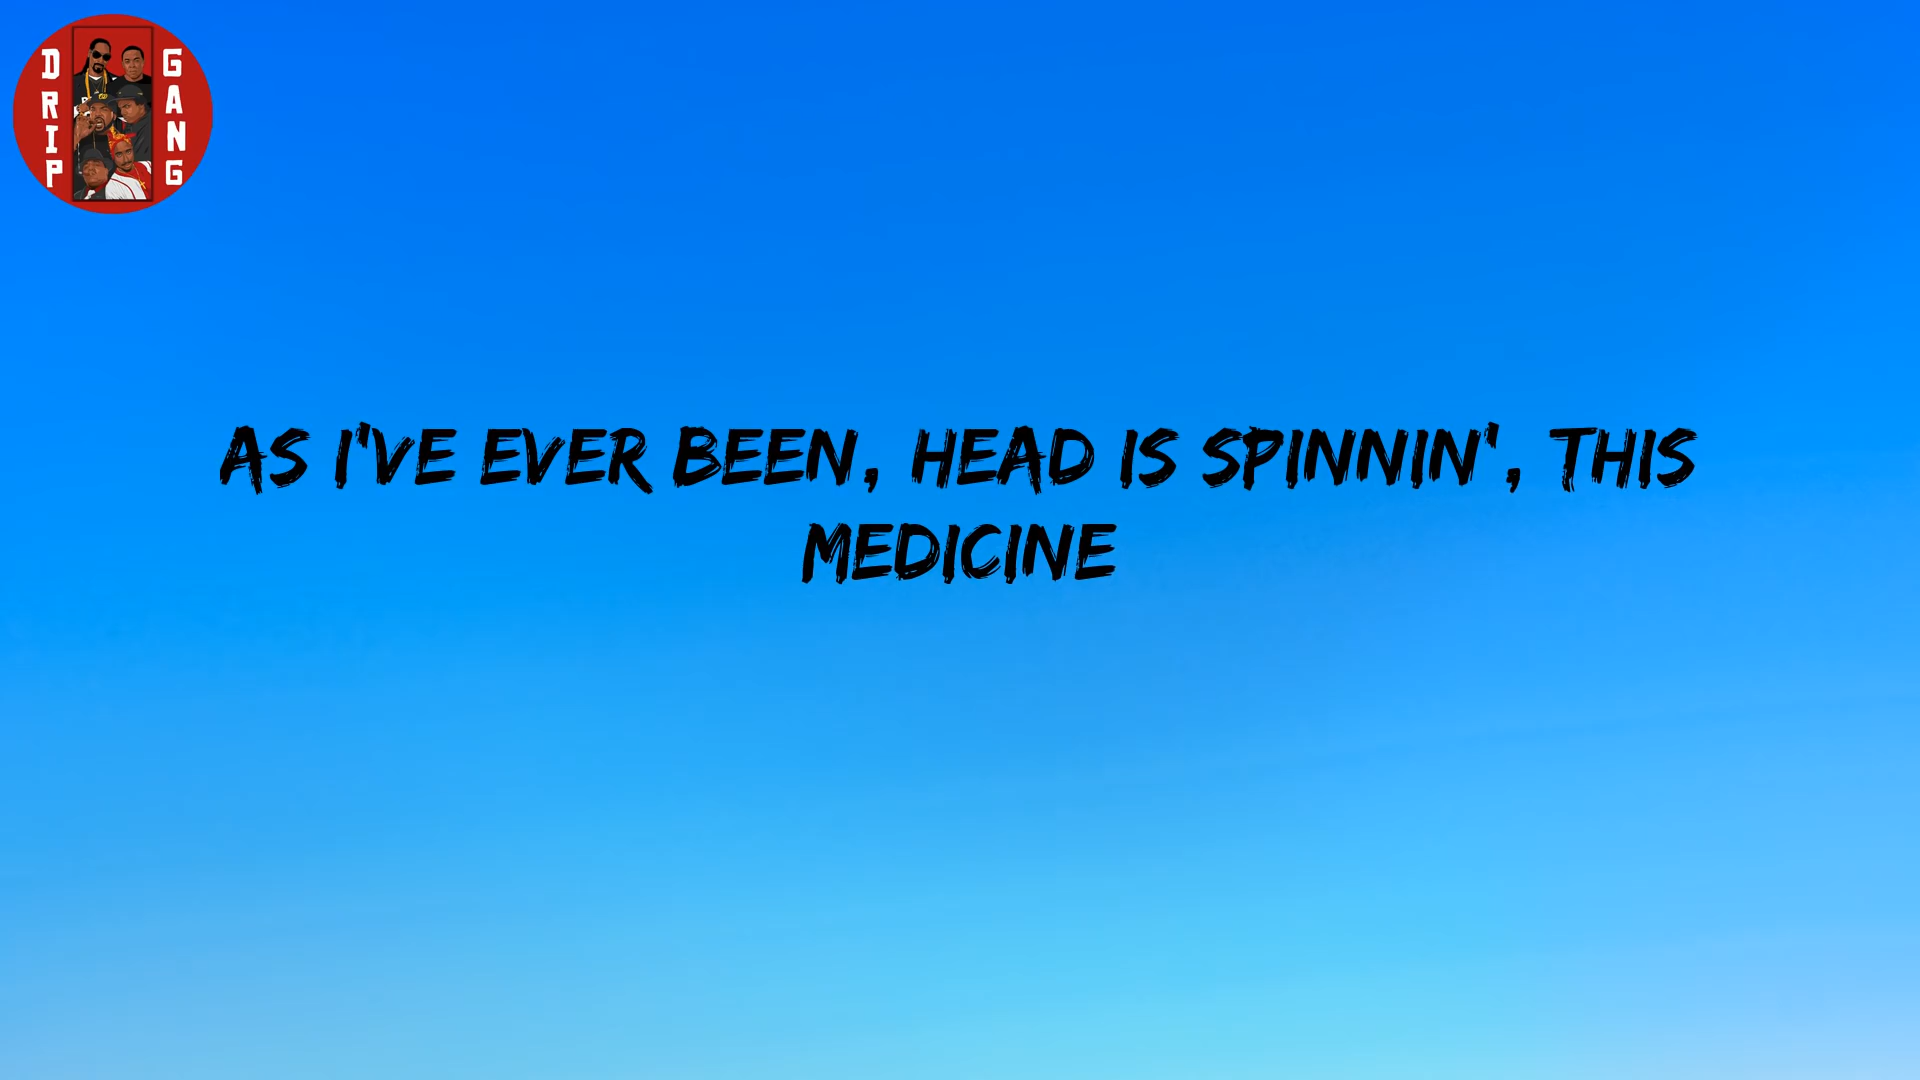 DRIP
GANG
AS I'VE EVER BEEN, HEAD IS SPINNIN', THIS
MEDICINE